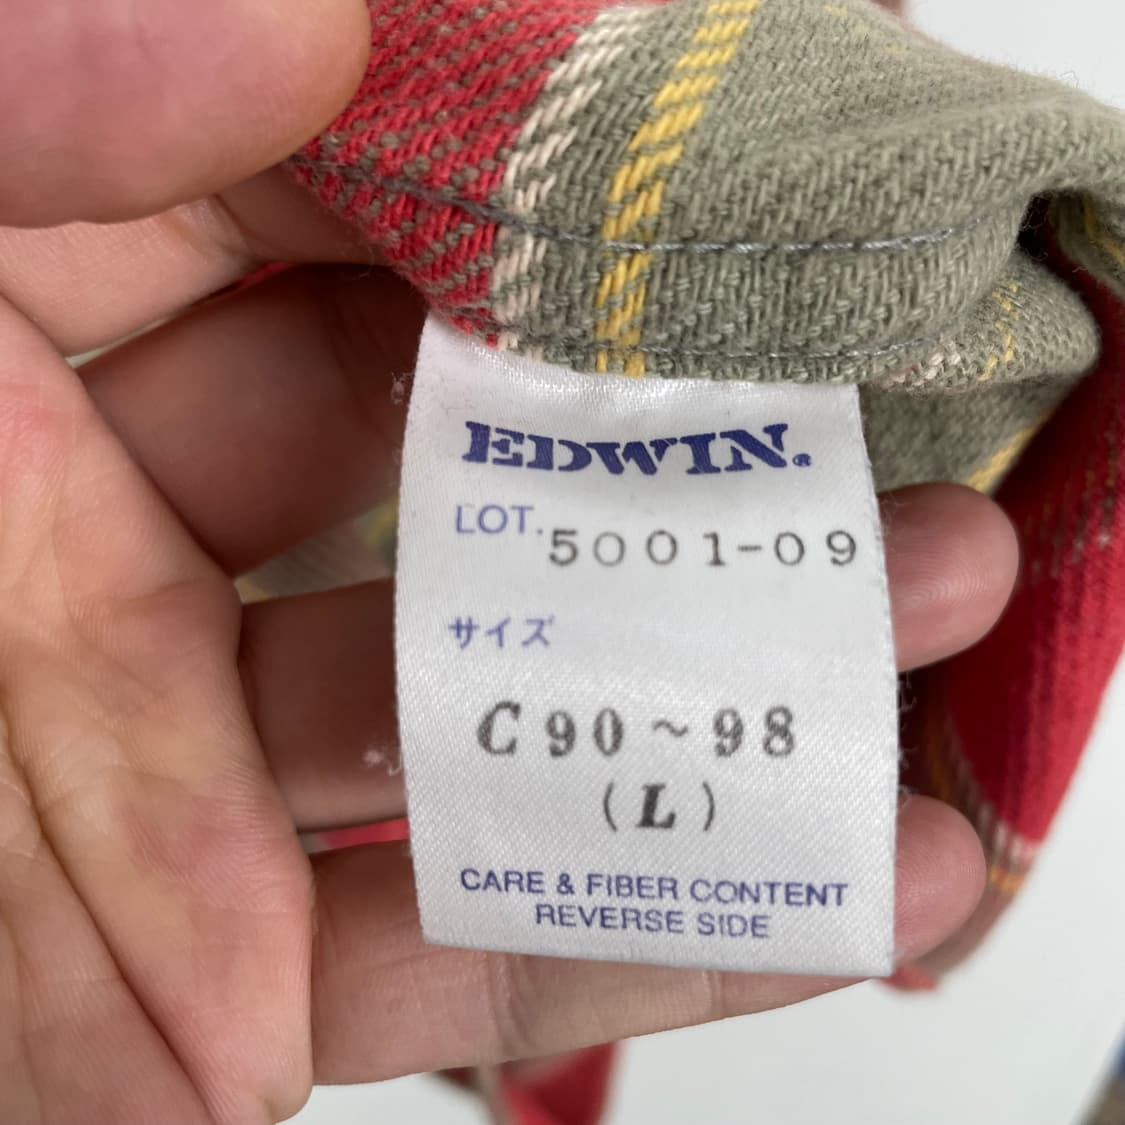 EDWIN®
LOT. 5001-09
サイズ
C90~98
(L)
CARE & FIBER CONTENT
REVERSE SIDE